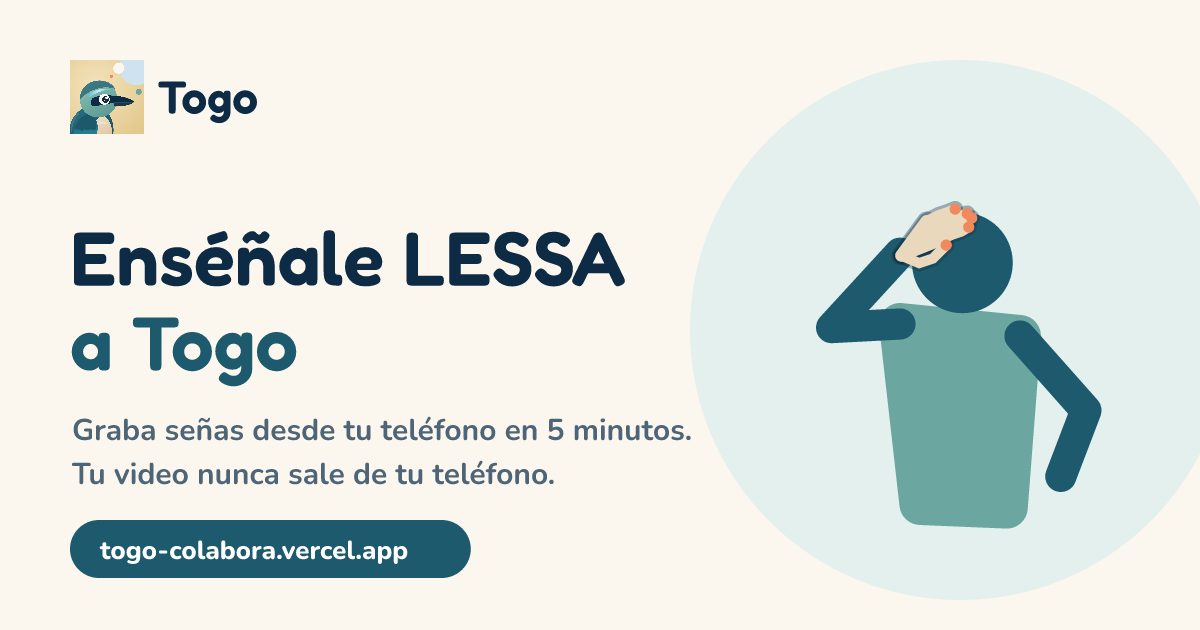 Togo
Enséñale LESSA
a Togo
Graba señas desde tu teléfono en 5 minutos.
Tu video nunca sale de tu teléfono.
togo-colabora.vercel.app